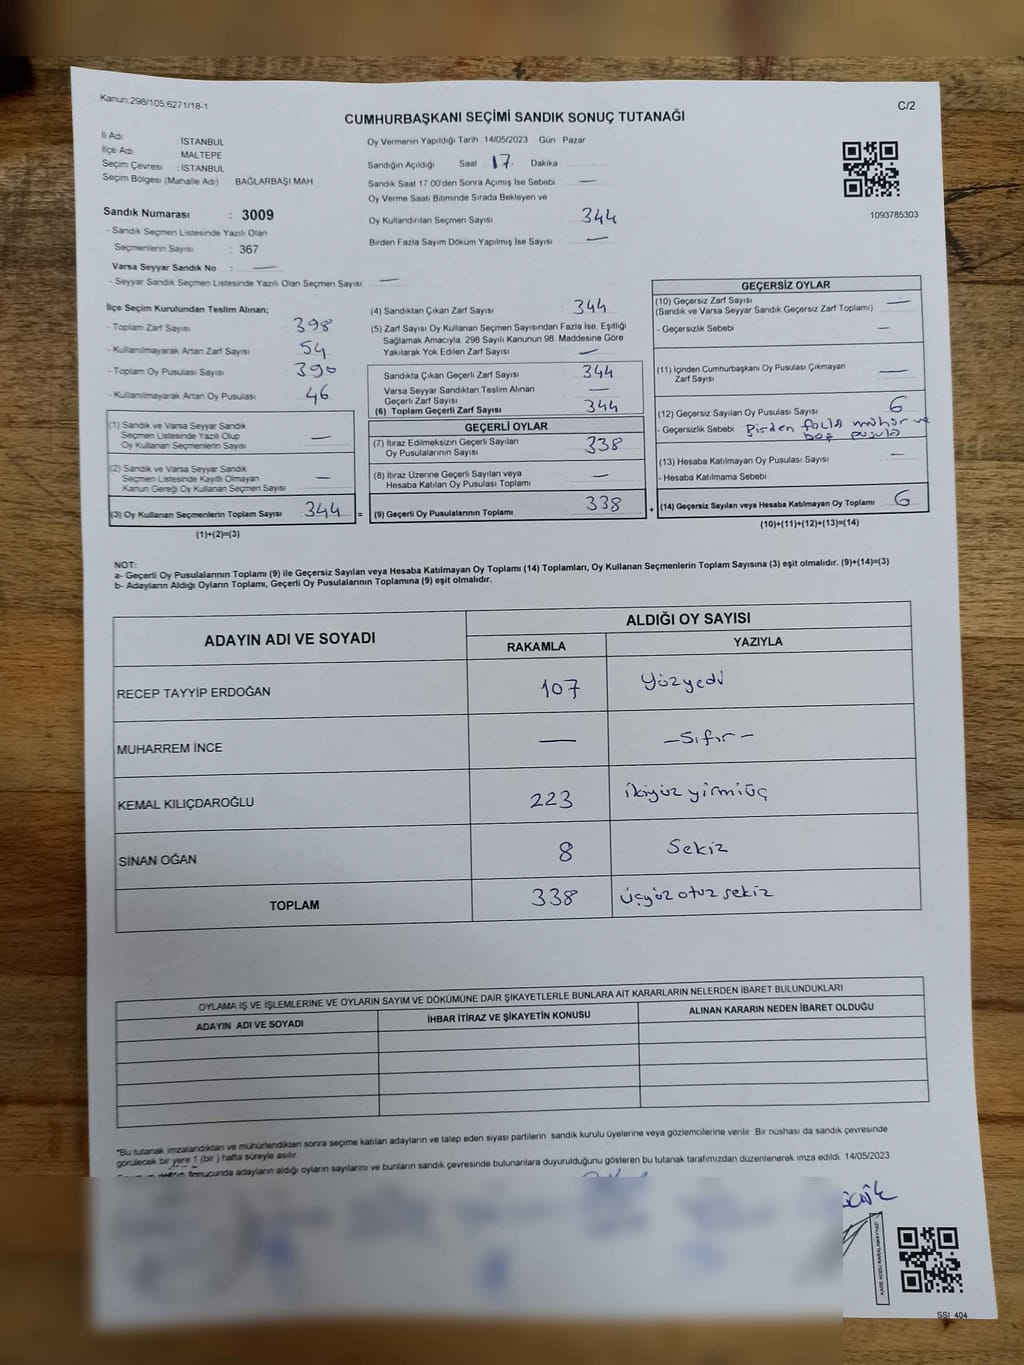 Kanun;298/105;6271/18-1
C/2
CUMHURBAŞKANI SEÇİMİ SANDIK SONUÇ TUTANAĞI
İl Adı : İSTANBUL
İlçe Adı : MALTEPE
Seçim Çevresi : İSTANBUL
Seçim Bölgesi (Mahalle Adı) : BAĞLARBAŞI MAH.
Sandık Numarası : 3009
- Sandık Seçmen Listesinde Yazılı Olan
Seçmenlerin Sayısı : 367
Varsa Seyyar Sandık No : —
- Seyyar Sandık Seçmen Listesinde Yazılı Olan Seçmen Sayısı: —
Oy Vermenin Yapıldığı Tarih :14/05/2023 Gün : Pazar
Sandığın Açıldığı Saat : 17 Dakika :
Sandık Saat 17.00'den Sonra Açılmış İse Sebebi : —
Oy Verme Saati Bitiminde Sırada Bekleyen ve
Oy Kullandırılan Seçmen Sayısı 344
Birden Fazla Sayım Döküm Yapılmış İse Sayısı : —
1093785303
İlçe Seçim Kurulundan Teslim Alınan;
- Toplam Zarf Sayısı 398
- Kullanılmayarak Artan Zarf Sayısı 54
- Toplam Oy Pusulası Sayısı 390
- Kullanılmayarak Artan Oy Pusulası 46
(1) Sandık ve Varsa Seyyar Sandık
Seçmen Listesinde Yazılı Olup
Oy Kullanan Seçmenlerin Sayısı —
(2) Sandık ve Varsa Seyyar Sandık
Seçmen Listesinde Kayıtlı Olmayan
Kanun Gereği Oy Kullanan Seçmen Sayısı —
(3) Oy Kullanan Seçmenlerin Toplam Sayısı 344
(1)+(2)=(3)
(4) Sandıktan Çıkan Zarf Sayısı 344
(5) Zarf Sayısı Oy Kullanan Seçmen Sayısından Fazla İse, Eşitliği
Sağlamak Amacıyla, 298 Sayılı Kanunun 98. Maddesine Göre
Yakılarak Yok Edilen Zarf Sayısı —
Sandıkta Çıkan Geçerli Zarf Sayısı 344
Varsa Seyyar Sandıktan Teslim Alınan
Geçerli Zarf Sayısı —
(6) Toplam Geçerli Zarf Sayısı 344
GEÇERLİ OYLAR
(7) İtiraz Edilmeksizin Geçerli Sayılan
Oy Pusulalarının Sayısı 338
(8) İtiraz Üzerine Geçerli Sayılan veya
Hesaba Katılan Oy Pusulası Toplamı —
= (9) Geçerli Oy Pusulalarının Toplamı 338
GEÇERSİZ OYLAR
(10) Geçersiz Zarf Sayısı —
(Sandık ve Varsa Seyyar Sandık Geçersiz Zarf Toplamı)
- Geçersizlik Sebebi —
(11) İçinden Cumhurbaşkanı Oy Pusulası Çıkmayan
Zarf Sayısı —
(12) Geçersiz Sayılan Oy Pusulası Sayısı 6
- Geçersizlik Sebebi Birden fazla mühür ve
boş pusula
(13) Hesaba Katılmayan Oy Pusulası Sayısı —
- Hesaba Katılmama Sebebi
+ (14) Geçersiz Sayılan veya Hesaba Katılmayan Oy Toplamı 6
(10)+(11)+(12)+(13)=(14)
NOT:
a- Geçerli Oy Pusulalarının Toplamı (9) ile Geçersiz Sayılan veya Hesaba Katılmayan Oy Toplamı (14) Toplamları, Oy Kullanan Seçmenlerin Toplam Sayısına (3) eşit olmalıdır. (9)+(14)=(3)
b- Adayların Aldığı Oyların Toplamı, Geçerli Oy Pusulalarının Toplamına (9) eşit olmalıdır.
ADAYIN ADI VE SOYADI
ALDIĞI OY SAYISI
RAKAMLA YAZIYLA
RECEP TAYYİP ERDOĞAN 107 Yüzyedi
MUHARREM İNCE — -Sıfır-
KEMAL KILIÇDAROĞLU 223 ikiyüz yirmiüç
SİNAN OĞAN 8 Sekiz
TOPLAM 338 üçyüzotuzsekiz
OYLAMA İŞ VE İŞLEMLERİNE VE OYLARIN SAYIM VE DÖKÜMÜNE DAİR ŞİKAYETLERLE BUNLARA AİT KARARLARIN NELERDEN İBARET BULUNDUKLARI
ADAYIN ADI VE SOYADI İHBAR İTİRAZ VE ŞİKAYETİN KONUSU ALINAN KARARIN NEDEN İBARET OLDUĞU
*Bu tutanak imzalandıktan ve mühürlendikten sonra seçime katılan adayların ve talep eden siyasi partilerin sandık kurulu üyelerine veya gözlemcilerine verilir. Bir nüshası da sandık çevresinde
görülecek bir yere 1 (bir) hafta süreyle asılır.
sonucunda adayların aldığı oyların sayılarını ve bunların sandık çevresinde bulunanlara duyurulduğunu gösteren bu tutanak tarafımızdan düzenlenerek imza edildi. 14/05/2023
KARE KODU KARALAMAYINIZ
SSI_404